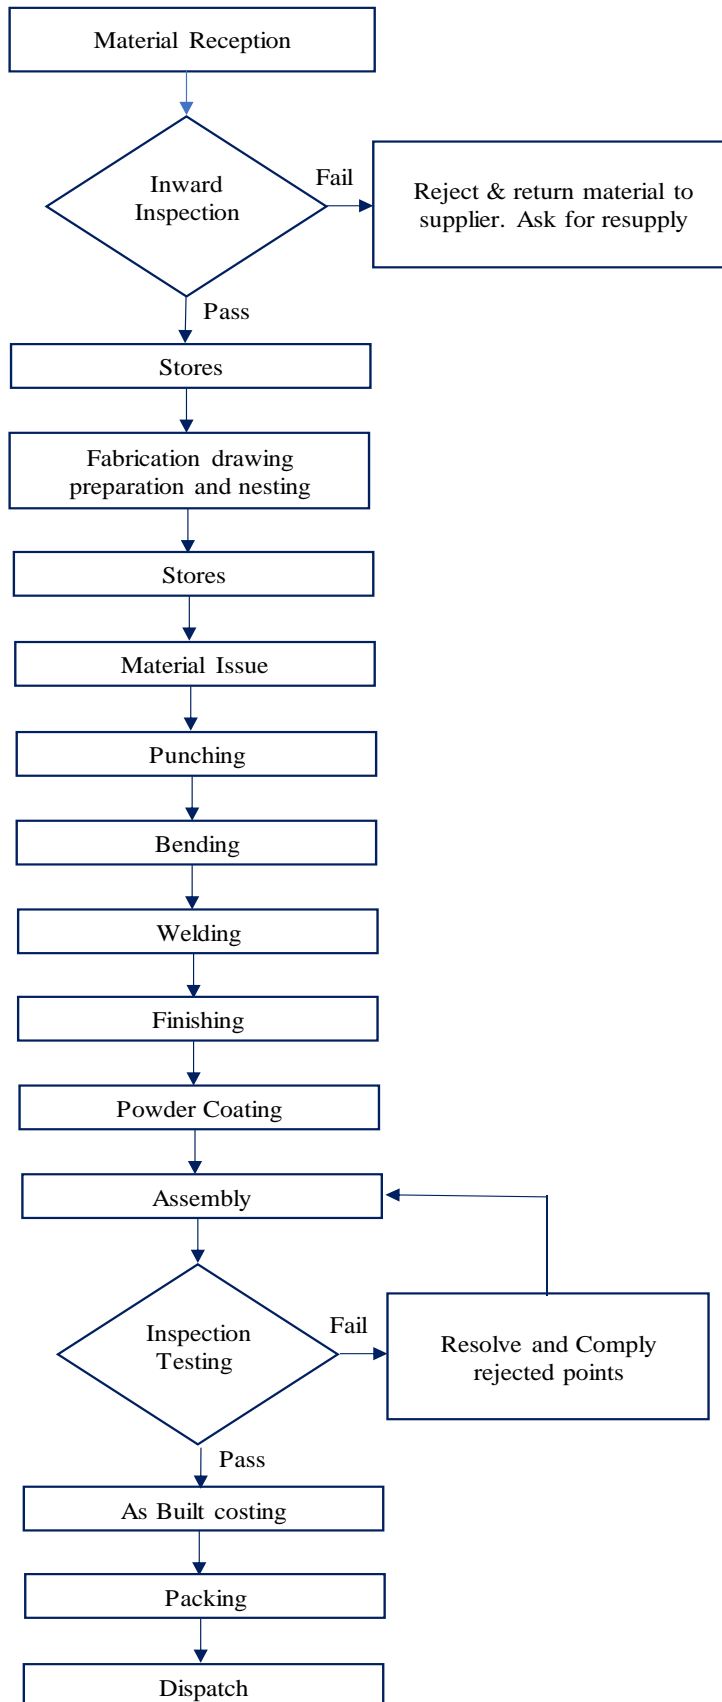 Material Reception
Inward
Inspection
Fail
Reject & return material to
supplier. Ask for resupply
Pass
Stores
Fabrication drawing
preparation and nesting
Stores
Material Issue
Punching
Bending
Welding
Finishing
Powder Coating
Assembly
Inspection
Testing
Fail
Resolve and Comply
rejected points
Pass
As Built costing
Packing
Dispatch